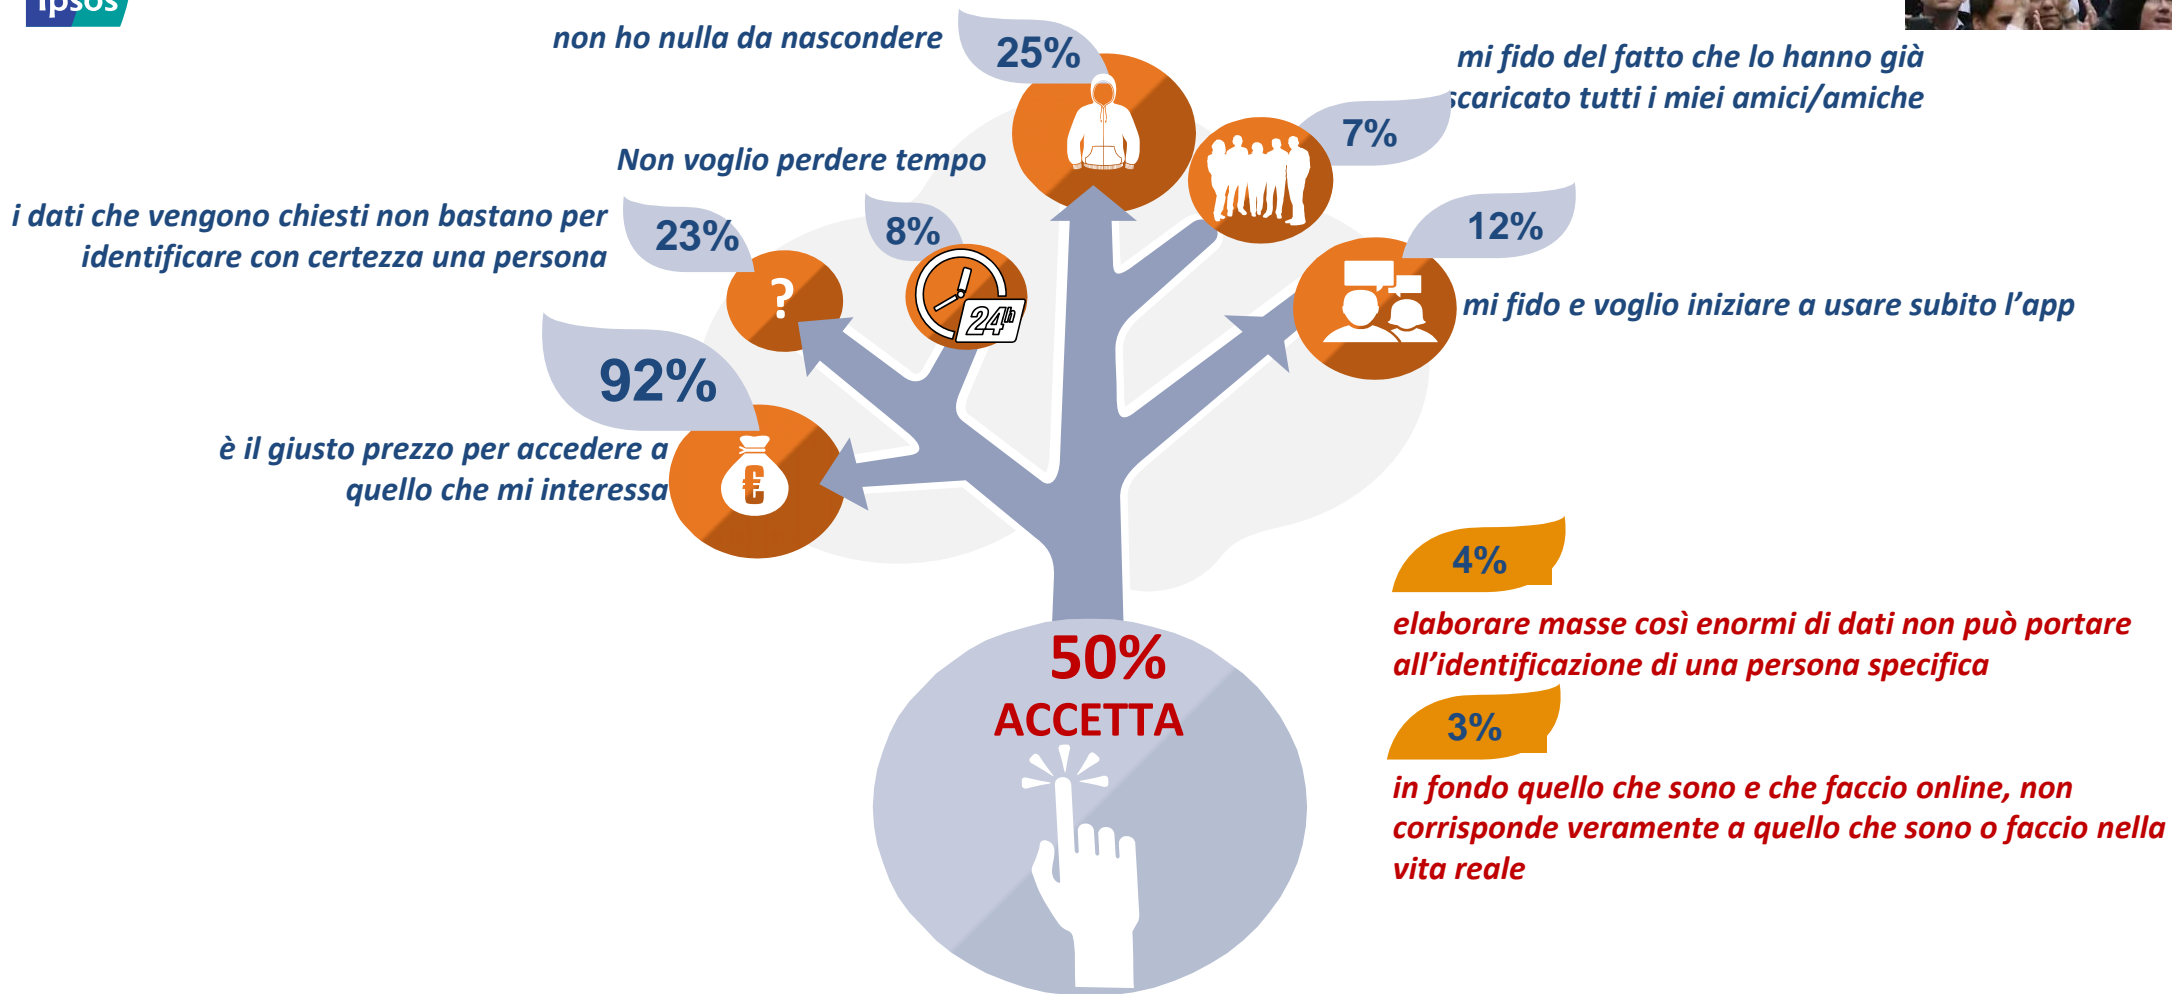 Ipsos
non ho nulla da nascondere
25%
mi fido del fatto che lo hanno già
scaricato tutti i miei amici/amiche
7%
Non voglio perdere tempo
8%
i dati che vengono chiesti non bastano per
identificare con certezza una persona
23%
?
24h
12%
mi fido e voglio iniziare a usare subito l’app
92%
è il giusto prezzo per accedere a
quello che mi interessa
€
50%
ACCETTA
4%
elaborare masse così enormi di dati non può portare
all’identificazione di una persona specifica
3%
in fondo quello che sono e che faccio online, non
corrisponde veramente a quello che sono o faccio nella
vita reale